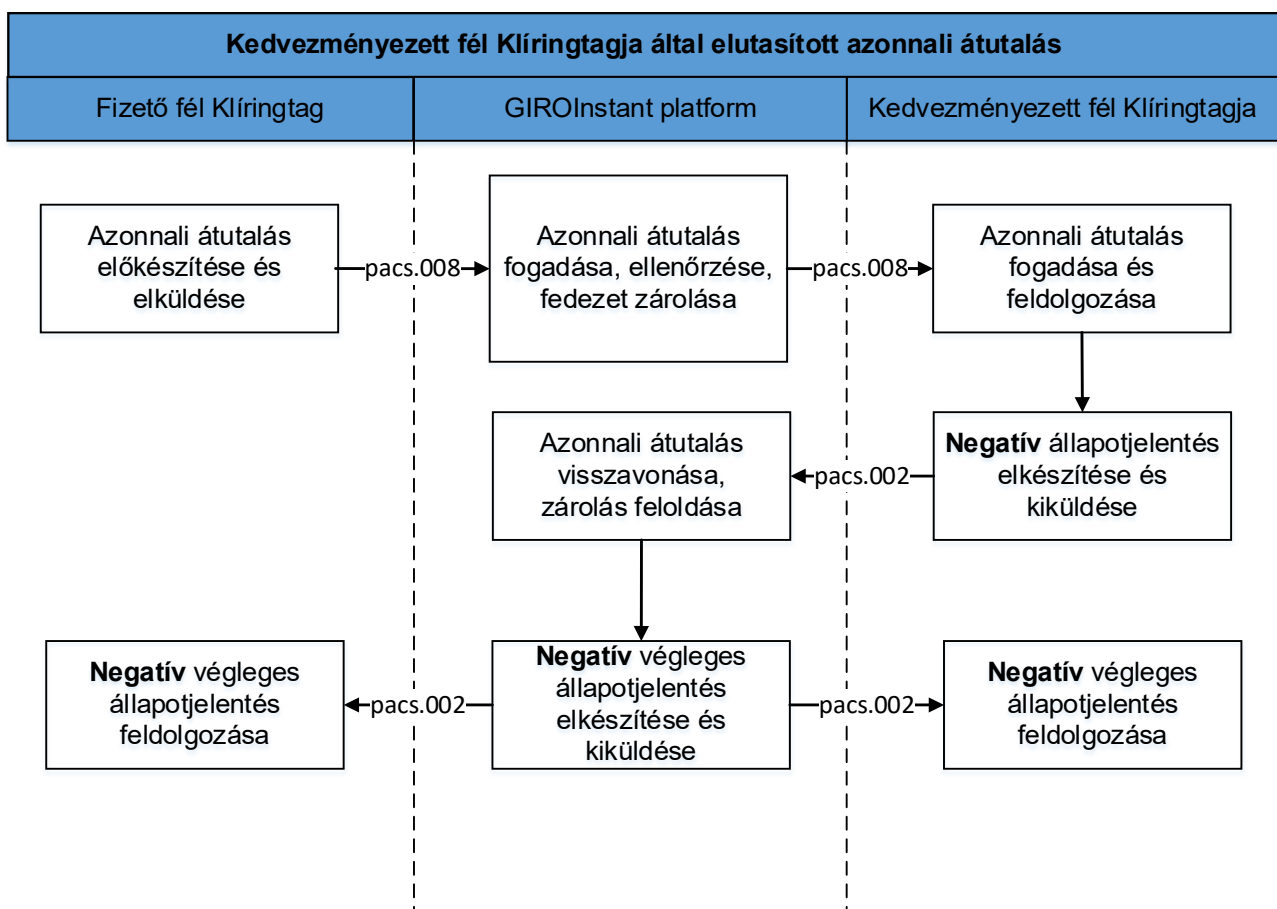 Kedvezményezett fél Klíringtagja által elutasított azonnali átutalás
Fizető fél Klíringtag
GIROInstant platform
Kedvezményezett fél Klíringtagja
Azonnali átutalás
előkészítése és
elküldése
pacs.008
Azonnali átutalás
fogadása, ellenőrzése,
fedezet zárolása
pacs.008
Azonnali átutalás
fogadása és
feldolgozása
Negatív állapotjelentés
elkészítése és
kiküldése
pacs.002
Azonnali átutalás
visszavonása,
zárolás feloldása
Negatív végleges
állapotjelentés
elkészítése és
kiküldése
pacs.002
Negatív végleges
állapotjelentés
feldolgozása
pacs.002
Negatív végleges
állapotjelentés
feldolgozása